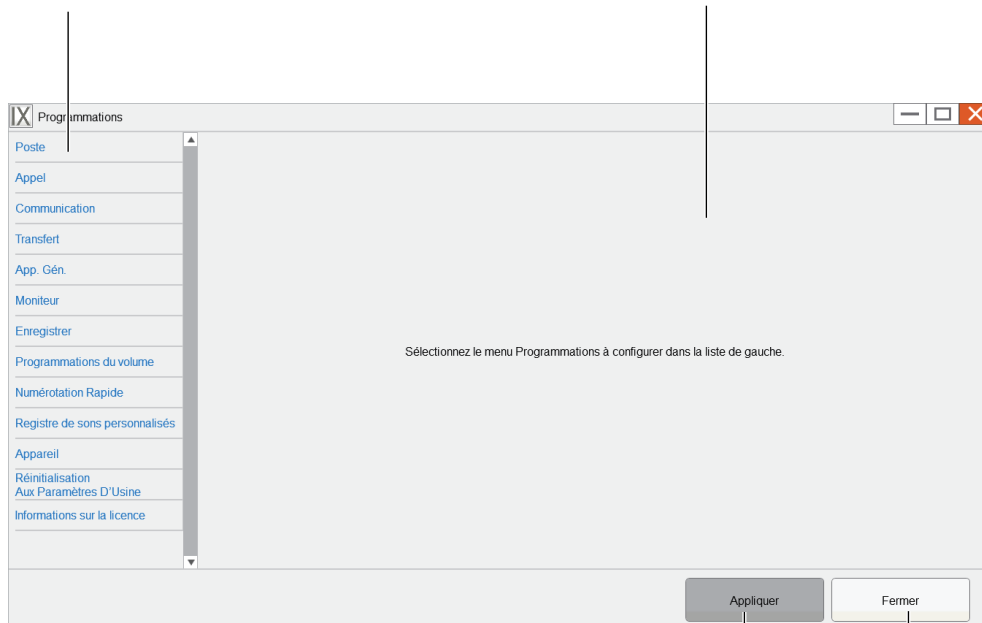 IX Programmations
Poste
Appel
Communication
Transfert
App. Gén.
Moniteur
Enregistrer
Programmations du volume
Numérotation Rapide
Registre de sons personnalisés
Appareil
Réinitialisation
Aux Paramètres D'Usine
Informations sur la licence
Sélectionnez le menu Programmations à configurer dans la liste de gauche.
Appliquer
Fermer